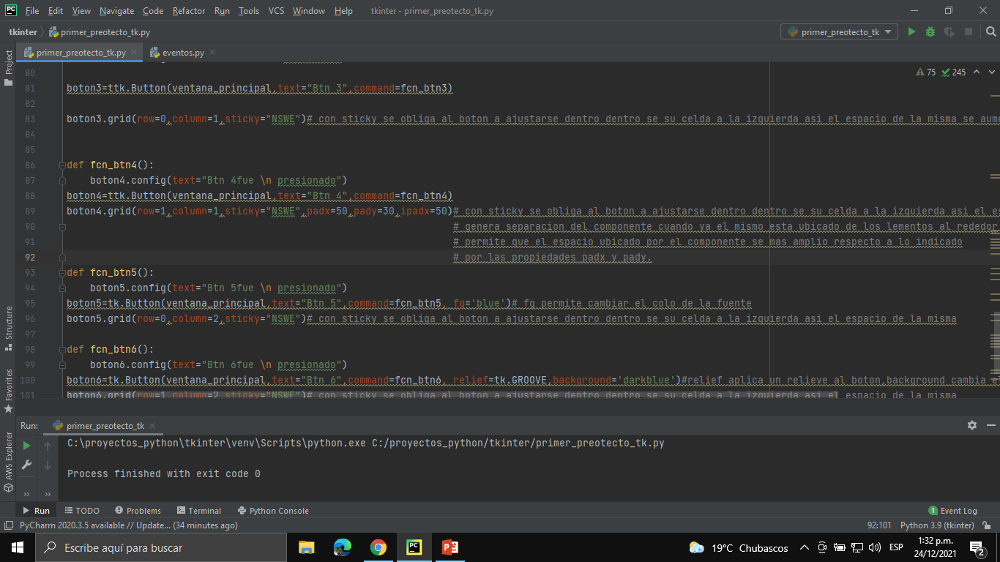 File Edit View Navigate Code Refactor Run Tools VCS Window Help tkinter - primer_preotecto_tk.py
tkinter primer_preotecto_tk.py primer_preotecto_tk
primer_preotecto_tk.py eventos.py
Project
75 245
80
81 boton3=ttk.Button(ventana_principal,text="Btn 3",command=fcn_btn3)
82
83 boton3.grid(row=0,column=1,sticky="NSWE")# con sticky se obliga al boton a ajustarse dentro dentro se su celda a la izquierda asi el espacio de la misma se aume
84
85
86 def fcn_btn4():
87 boton4.config(text="Btn 4fue \n presionado")
88 boton4=ttk.Button(ventana_principal,text="Btn 4",command=fcn_btn4)
89 boton4.grid(row=1,column=1,sticky="NSWE",padx=50,pady=30,ipadx=50)# con sticky se obliga al boton a ajustarse dentro dentro se su celda a la izquierda asi el es
90 # genera separacion del componente cuando ya el mismo esta ubicado de los lementos al rededor
91 # permite que el espacio ubicado por el componente se mas amplio respecto a lo indicado
92 # por las propiedades padx y pady.
93 def fcn_btn5():
94 boton5.config(text="Btn 5fue \n presionado")
95 boton5=tk.Button(ventana_principal,text="Btn 5",command=fcn_btn5, fg='blue')# fg permite cambiar el colo de la fuente
96 boton5.grid(row=0,column=2,sticky="NSWE")# con sticky se obliga al boton a ajustarse dentro dentro se su celda a la izquierda asi el espacio de la misma
97
98 def fcn_btn6():
99 boton6.config(text="Btn 6fue \n presionado")
100 boton6=tk.Button(ventana_principal,text="Btn 6",command=fcn_btn6, relief=tk.GROOVE,background='darkblue')#relief aplica un relieve al boton,background cambia
101 boton6.grid(row=1,column=2,sticky="NSWE")# con sticky se obliga al boton a ajustarse dentro dentro se su celda a la izquierda asi el espacio de la misma
Structure
Favorites
AWS Explorer
Run: primer_preotecto_tk
C:\proyectos_python\tkinter\venv\Scripts\python.exe C:/proyectos_python/tkinter/primer_preotecto_tk.py
Process finished with exit code 0
Run TODO Problems Terminal Python Console 1 Event Log
PyCharm 2020.3.5 available // Update... (34 minutes ago) 92:101 Python 3.9 (tkinter)
Escribe aquí para buscar 19°C Chubascos ESP 1:32 p.m.
24/12/2021 2